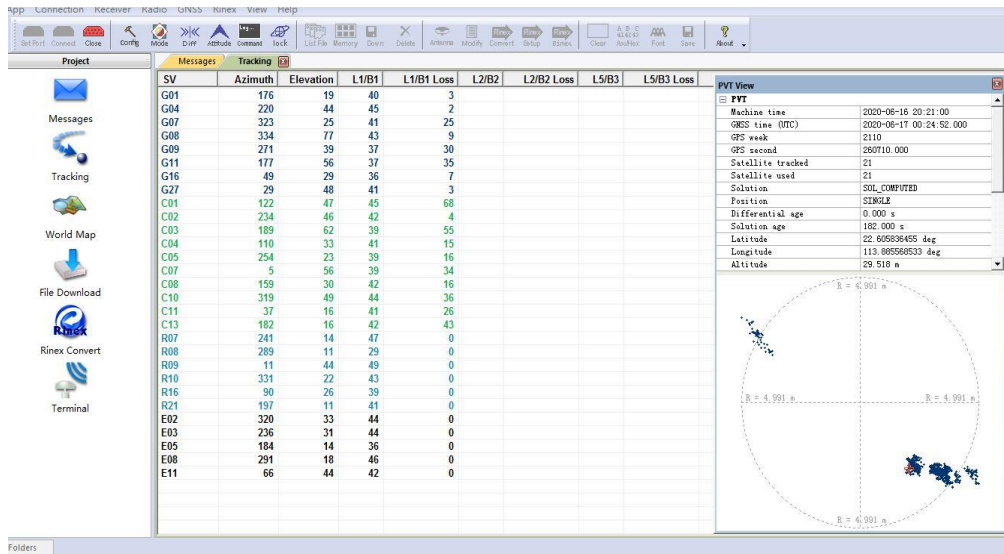 App Connection Receiver Radio GNSS Rinex View Help
Set Port Connect Close Config Mode Diff Attitude Command lock List File Memory Down Delete Antenna Modify Convert Setup Clear Font Save About
Project
Messages
Tracking
World Map
File Download
Rinex
Rinex Convert
Terminal
Folders
Messages Tracking
SV Azimuth Elevation L1/B1 L1/B1 Loss L2/B2 L2/B2 Loss L5/B3 L5/B3 Loss
G01 176 19 40 3
G04 220 44 45 2
G07 323 25 41 25
G08 334 77 43 9
G09 271 39 37 30
G11 177 56 37 35
G16 49 29 36 7
G27 29 48 41 3
C01 122 47 45 68
C02 234 46 42 4
C03 189 62 39 55
C04 110 33 41 15
C05 254 23 39 16
C07 5 56 39 34
C08 159 30 42 16
C10 319 49 44 36
C11 37 16 41 26
C13 182 16 42 43
R07 241 14 47 0
R08 289 11 29 0
R09 11 44 49 0
R10 331 22 43 0
R16 90 26 39 0
R21 197 11 41 0
E02 320 33 44 0
E03 236 31 44 0
E05 184 14 36 0
E08 291 18 46 0
E11 66 44 42 0
PVT View
PVT
Machine time 2020-06-16 20:21:00
GNSS time (UTC) 2020-06-17 00:24:52.000
GPS week 2110
GPS second 260710.000
Satellite tracked 21
Satellite used 21
Solution SOL_COMPUTED
Position SINGLE
Differential age 0.000 s
Solution age 182.000 s
Latitude 22.605836455 deg
Longitude 113.885568533 deg
Altitude 29.518 m
R = 4.991 m
R = 4.991 m R = 4.991 m
R = 4.991 m